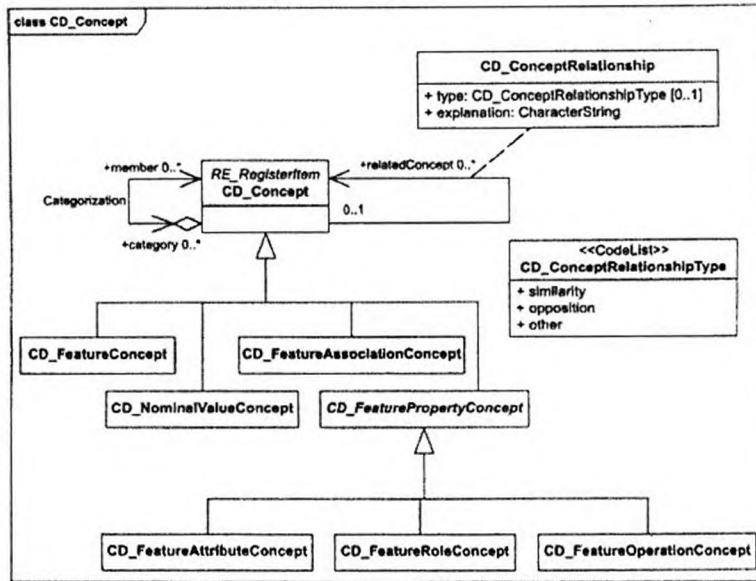 class CD_Concept
CD_ConceptRelationship
+ type: CD_ConceptRelationshipType [0..1]
+ explanation: CharacterString
+member 0..*
RE_RegisterItem
CD_Concept
+relatedConcept 0..*
Categorization
0..1
+category 0..*
<<CodeList>>
CD_ConceptRelationshipType
+ similarity
+ opposition
+ other
CD_FeatureConcept
CD_FeatureAssociationConcept
CD_NominalValueConcept
CD_FeaturePropertyConcept
CD_FeatureAttributeConcept
CD_FeatureRoleConcept
CD_FeatureOperationConcept